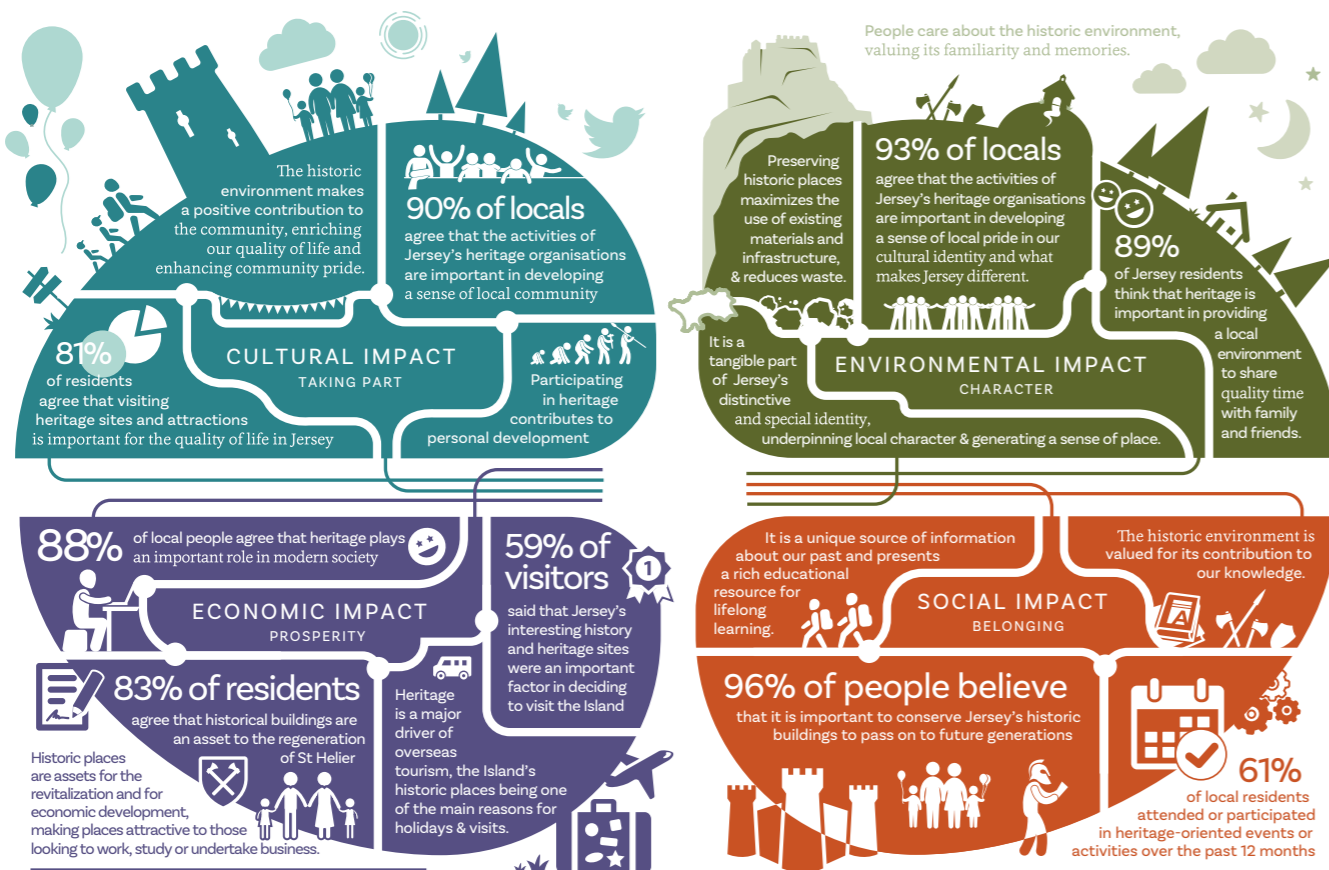 The historic
environment makes
a positive contribution to
the community, enriching
our quality of life and
enhancing community pride.
90% of locals
agree that the activities of
Jersey's heritage organisations
are important in developing
a sense of local community
81%
of residents
agree that visiting
heritage sites and attractions
is important for the quality of life in Jersey
CULTURAL IMPACT
TAKING PART
Participating
in heritage
contributes to
personal development
People care about the historic environment,
valuing its familiarity and memories.
Preserving
historic places
maximizes the
use of existing
materials and
infrastructure,
& reduces waste.
93% of locals
agree that the activities of
Jersey's heritage organisations
are important in developing
a sense of local pride in our
cultural identity and what
makes Jersey different.
89%
of Jersey residents
think that heritage is
important in providing
a local
environment
to share
quality time
with family
and friends.
It is a
tangible part
of Jersey's
distinctive
and special identity,
underpinning local character & generating a sense of place.
ENVIRONMENTAL IMPACT
CHARACTER
88%
of local people agree that heritage plays
an important role in modern society
59% of
visitors
said that Jersey's
interesting history
and heritage sites
were an important
factor in deciding
to visit the Island
1
ECONOMIC IMPACT
PROSPERITY
83% of residents
agree that historical buildings are
an asset to the regeneration
of St Helier
Historic places
are assets for the
revitalization and for
economic development,
making places attractive to those
looking to work, study or undertake business.
Heritage
is a major
driver of
overseas
tourism, the Island's
historic places being one
of the main reasons for
holidays & visits.
It is a unique source of information
about our past and presents
a rich educational
resource for
lifelong
learning.
The historic environment is
valued for its contribution to
our knowledge.
A
SOCIAL IMPACT
BELONGING
96% of people believe
that it is important to conserve Jersey's historic
buildings to pass on to future generations
61%
of local residents
attended or participated
in heritage-oriented events or
activities over the past 12 months